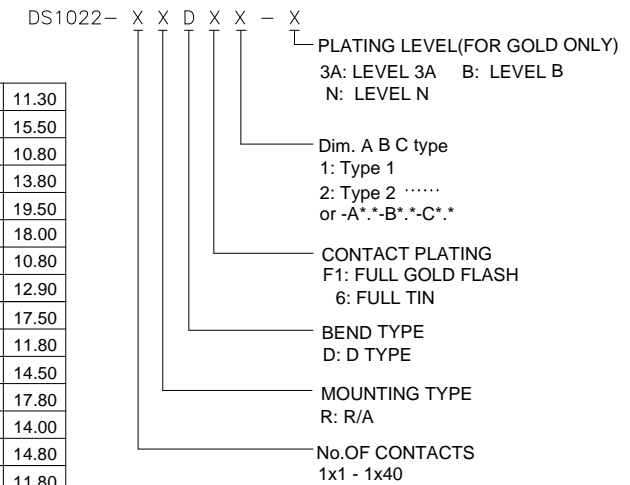 DS1022- X X D X X - X
PLATING LEVEL(FOR GOLD ONLY)
3A: LEVEL 3A B: LEVEL B
N: LEVEL N
Dim. A B C type
1: Type 1
2: Type 2 ······
or -A*.*-B*.*-C*.*
CONTACT PLATING
F1: FULL GOLD FLASH
6: FULL TIN
BEND TYPE
D: D TYPE
MOUNTING TYPE
R: R/A
No.OF CONTACTS
1x1 - 1x40
11.30
15.50
10.80
13.80
19.50
18.00
10.80
12.90
17.50
11.80
14.50
17.80
14.00
14.80
11.80